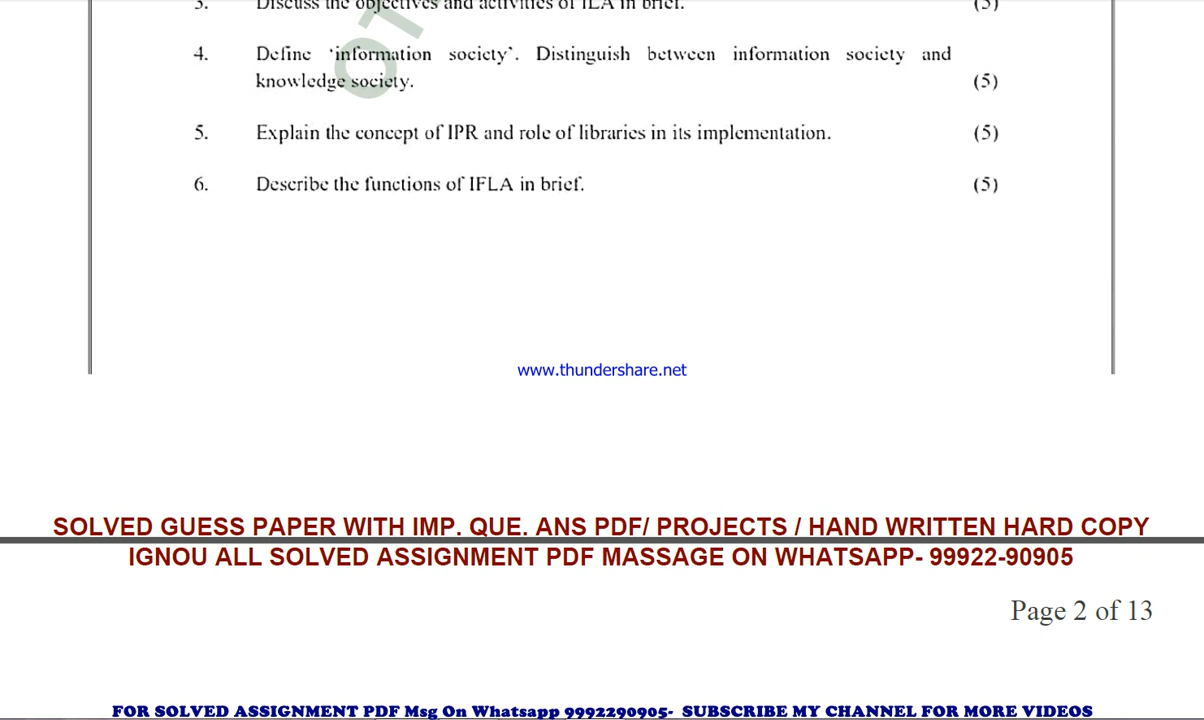 3. Discuss the objectives and activities of ILA in brief. (5)
OT
4. Define 'information society'. Distinguish between information society and
knowledge society. (5)
5. Explain the concept of IPR and role of libraries in its implementation. (5)
6. Describe the functions of IFLA in brief. (5)
www.thundershare.net
SOLVED GUESS PAPER WITH IMP. QUE. ANS PDF/ PROJECTS / HAND WRITTEN HARD COPY
IGNOU ALL SOLVED ASSIGNMENT PDF MASSAGE ON WHATSAPP- 99922-90905
Page 2 of 13
FOR SOLVED ASSIGNMENT PDF Msg On Whatsapp 9992290905- SUBSCRIBE MY CHANNEL FOR MORE VIDEOS